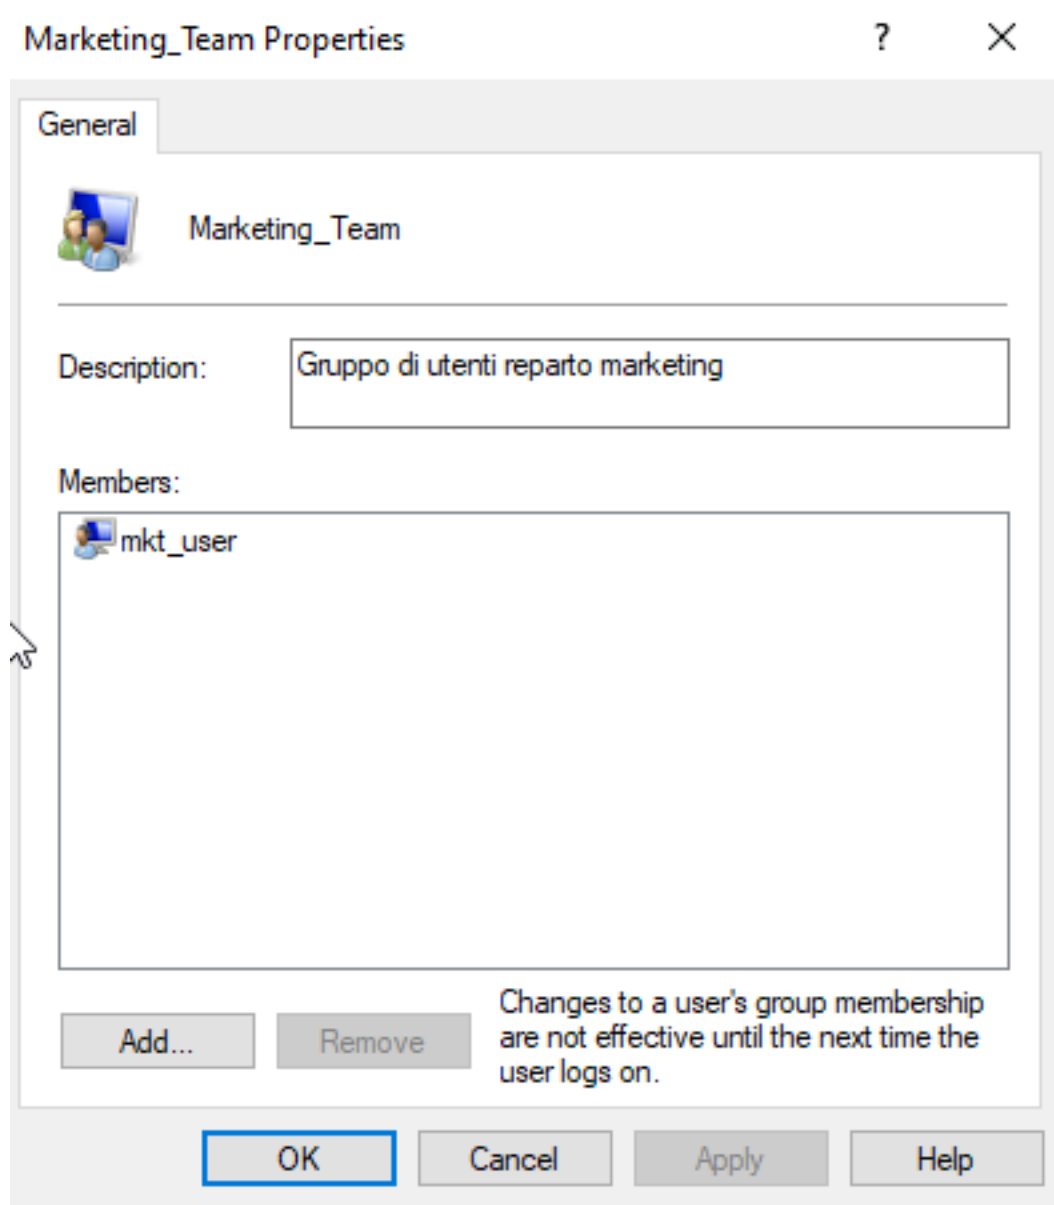 Marketing_Team Properties
?
General
Marketing_Team
Description:
Gruppo di utenti reparto marketing
Members:
mkt_user
Add...
Remove
Changes to a user's group membership
are not effective until the next time the
user logs on.
OK
Cancel
Apply
Help